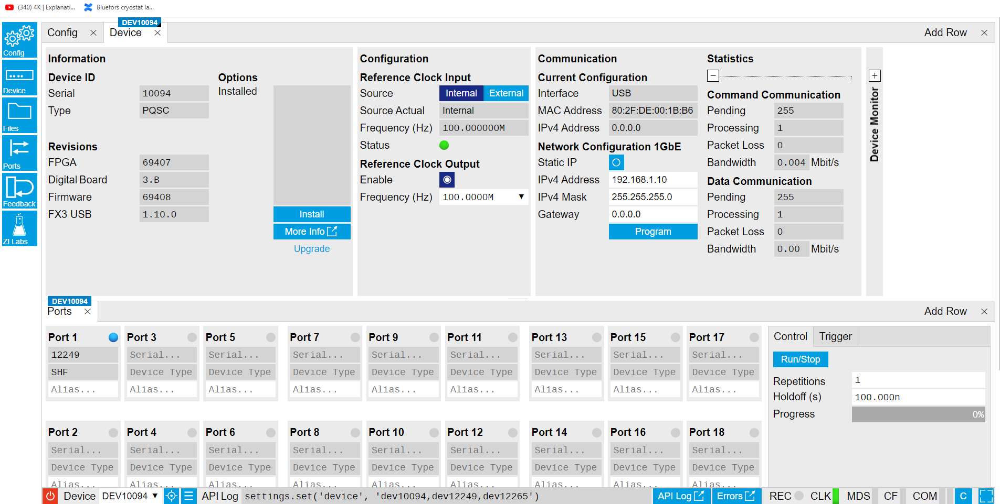 (340) 4K | Explanati...
Bluefors cryostat la...
Config
Device
Files
Ports
Feedback
ZI Labs
DEV10094
Config
Device
Add Row
Information
Device ID
Serial 10094
Type PQSC
Revisions
FPGA 69407
Digital Board 3.B
Firmware 69408
FX3 USB 1.10.0
Options
Installed
Install
More Info
Upgrade
Configuration
Reference Clock Input
Source Internal External
Source Actual Internal
Frequency (Hz) 100.000000M
Status
Reference Clock Output
Enable
Frequency (Hz) 100.0000M
Communication
Current Configuration
Interface USB
MAC Address 80:2F:DE:00:1B:B6
IPv4 Address 0.0.0.0
Network Configuration 1GbE
Static IP
IPv4 Address 192.168.1.10
IPv4 Mask 255.255.255.0
Gateway 0.0.0.0
Program
Statistics
Command Communication
Pending 255
Processing 1
Packet Loss 0
Bandwidth 0.004 Mbit/s
Data Communication
Pending 255
Processing 1
Packet Loss 0
Bandwidth 0.00 Mbit/s
Device Monitor
DEV10094
Ports
Add Row
Port 1
12249
SHF
Alias...
Port 3
Serial...
Device Type
Alias...
Port 5
Serial...
Device Type
Alias...
Port 7
Serial...
Device Type
Alias...
Port 9
Serial...
Device Type
Alias...
Port 11
Serial...
Device Type
Alias...
Port 13
Serial...
Device Type
Alias...
Port 15
Serial...
Device Type
Alias...
Port 17
Serial...
Device Type
Alias...
Port 2
Serial...
Device Type
Alias...
Port 4
Serial...
Device Type
Alias...
Port 6
Serial...
Device Type
Alias...
Port 8
Serial...
Device Type
Alias...
Port 10
Serial...
Device Type
Alias...
Port 12
Serial...
Device Type
Alias...
Port 14
Serial...
Device Type
Alias...
Port 16
Serial...
Device Type
Alias...
Port 18
Serial...
Device Type
Alias...
Control Trigger
Run/Stop
Repetitions 1
Holdoff (s) 100.000n
Progress 0%
Device DEV10094 API Log settings.set('device', 'dev10094,dev12249,dev12265') API Log Errors REC CLK MDS CF COM C